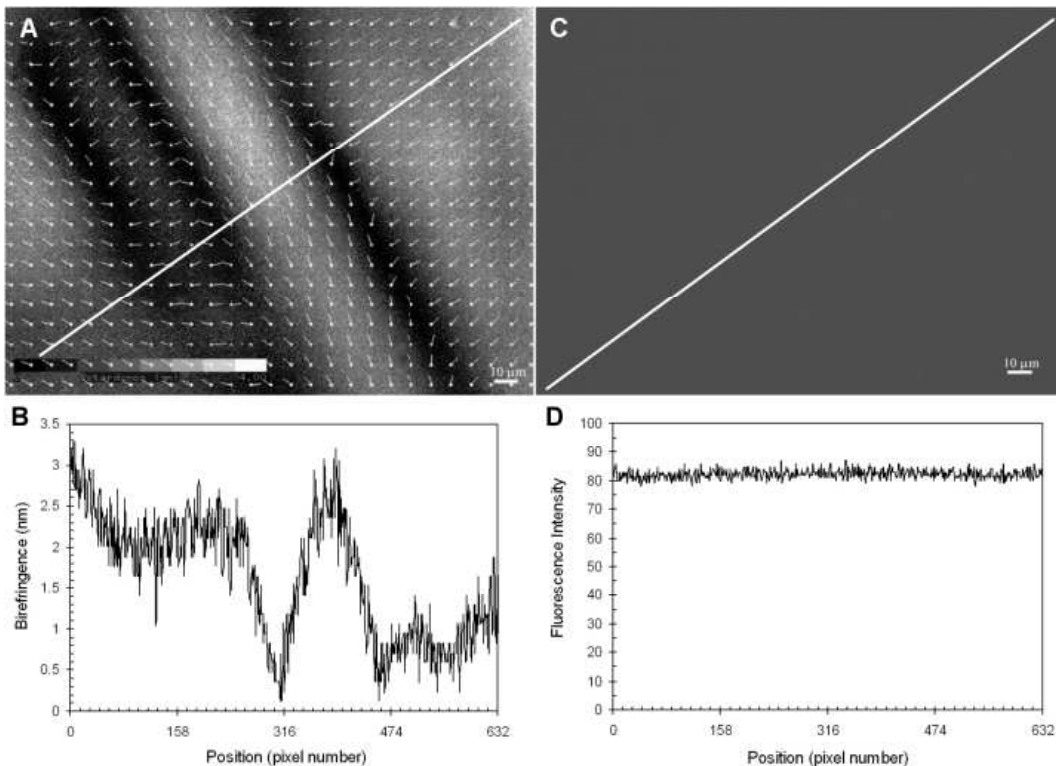 A
10 µm
C
10 µm
B
3.5
3
2.5
2
1.5
1
0.5
0
Birefringence (nm)
0
158
316
474
632
Position (pixel number)
D
100
90
80
70
60
50
40
30
20
10
0
Fluorescence Intensity
0
158
316
474
632
Position (pixel number)